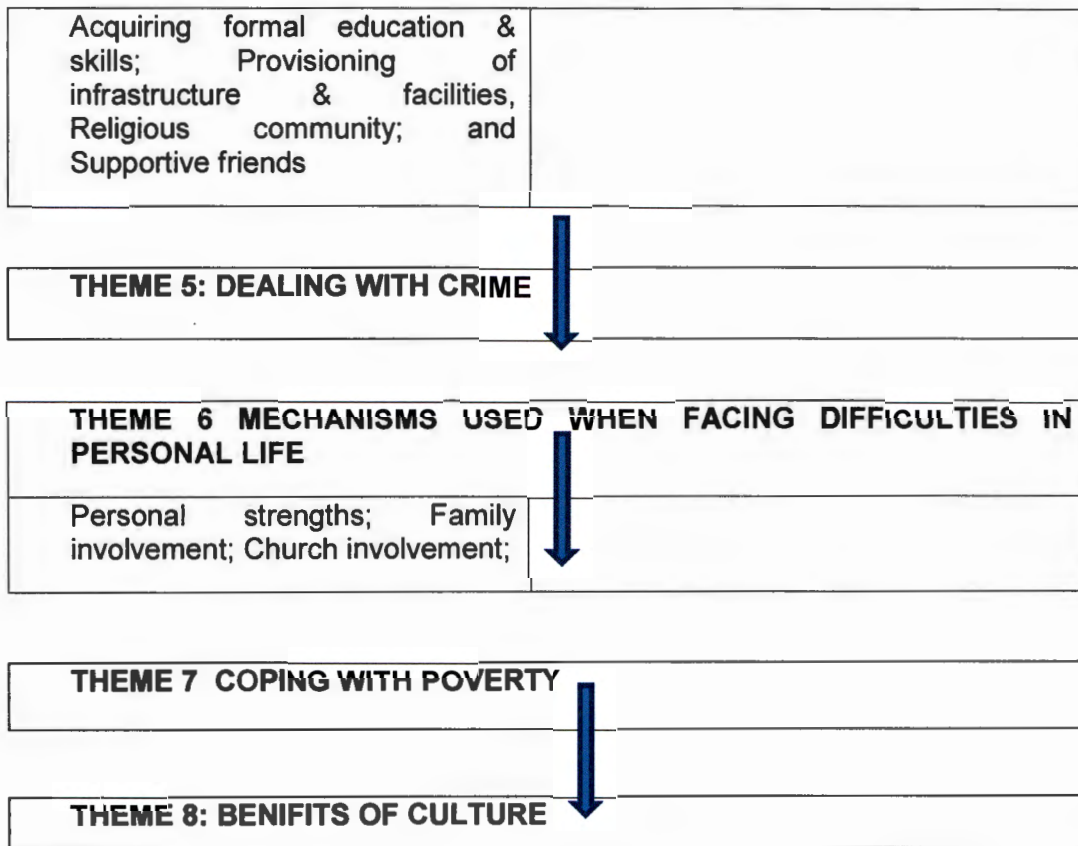 Acquiring formal education &
skills; Provisioning of
infrastructure & facilities,
Religious community; and
Supportive friends
THEME 5: DEALING WITH CRIME
THEME 6 MECHANISMS USED WHEN FACING DIFFICULTIES IN
PERSONAL LIFE
Personal strengths; Family
involvement; Church involvement;
THEME 7 COPING WITH POVERTY
THEME 8: BENIFITS OF CULTURE